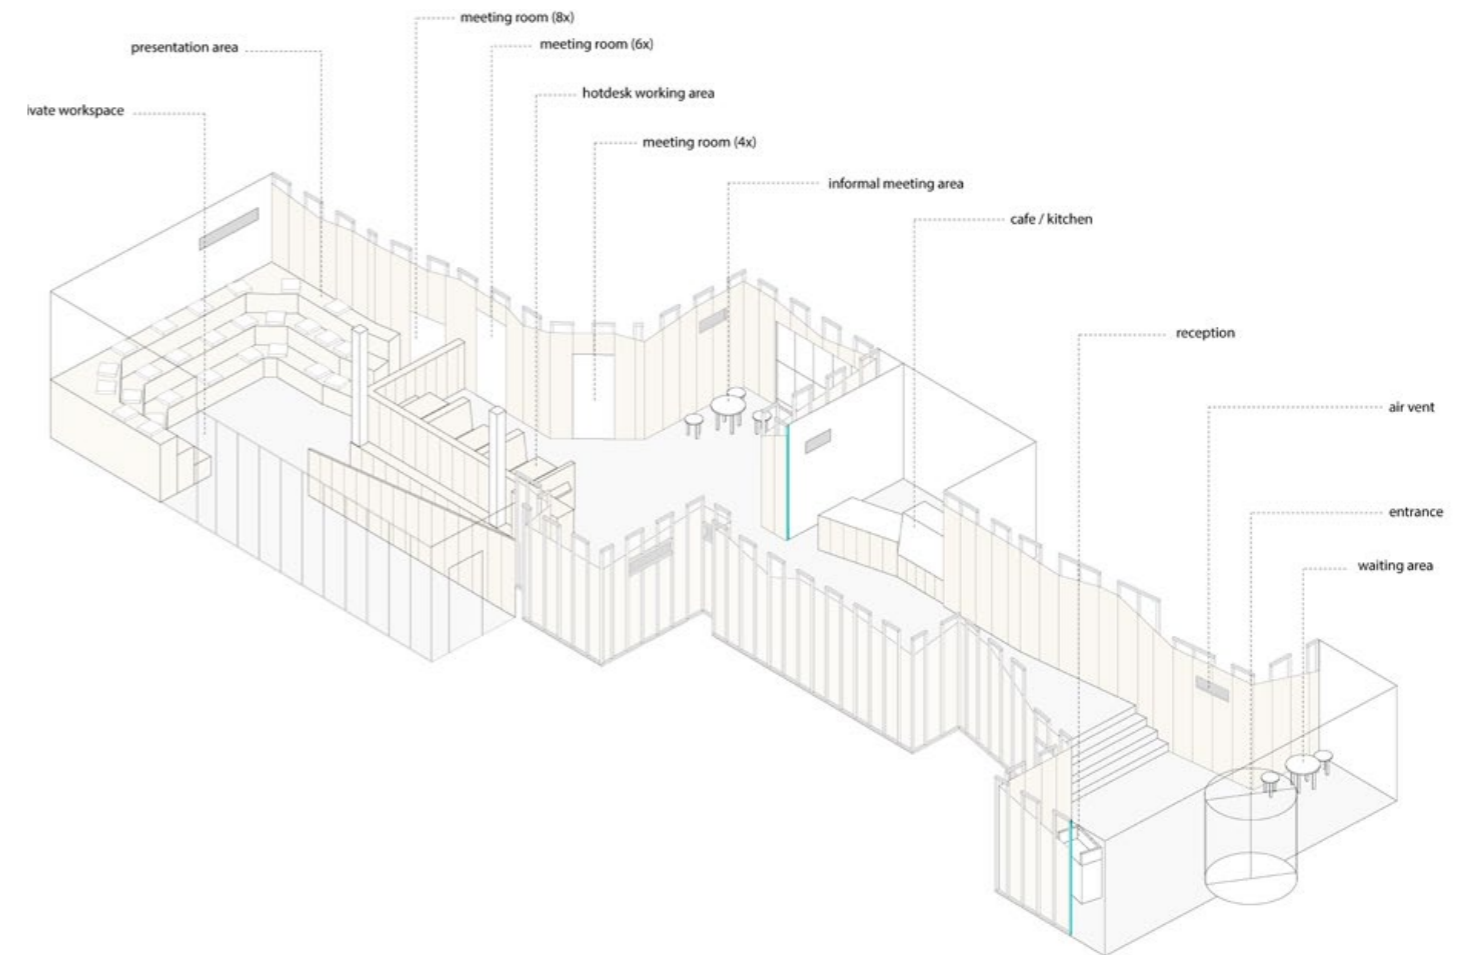 meeting room (8x)
presentation area
meeting room (6x)
hotdesk working area
ivate workspace
meeting room (4x)
informal meeting area
cafe / kitchen
reception
air vent
entrance
waiting area